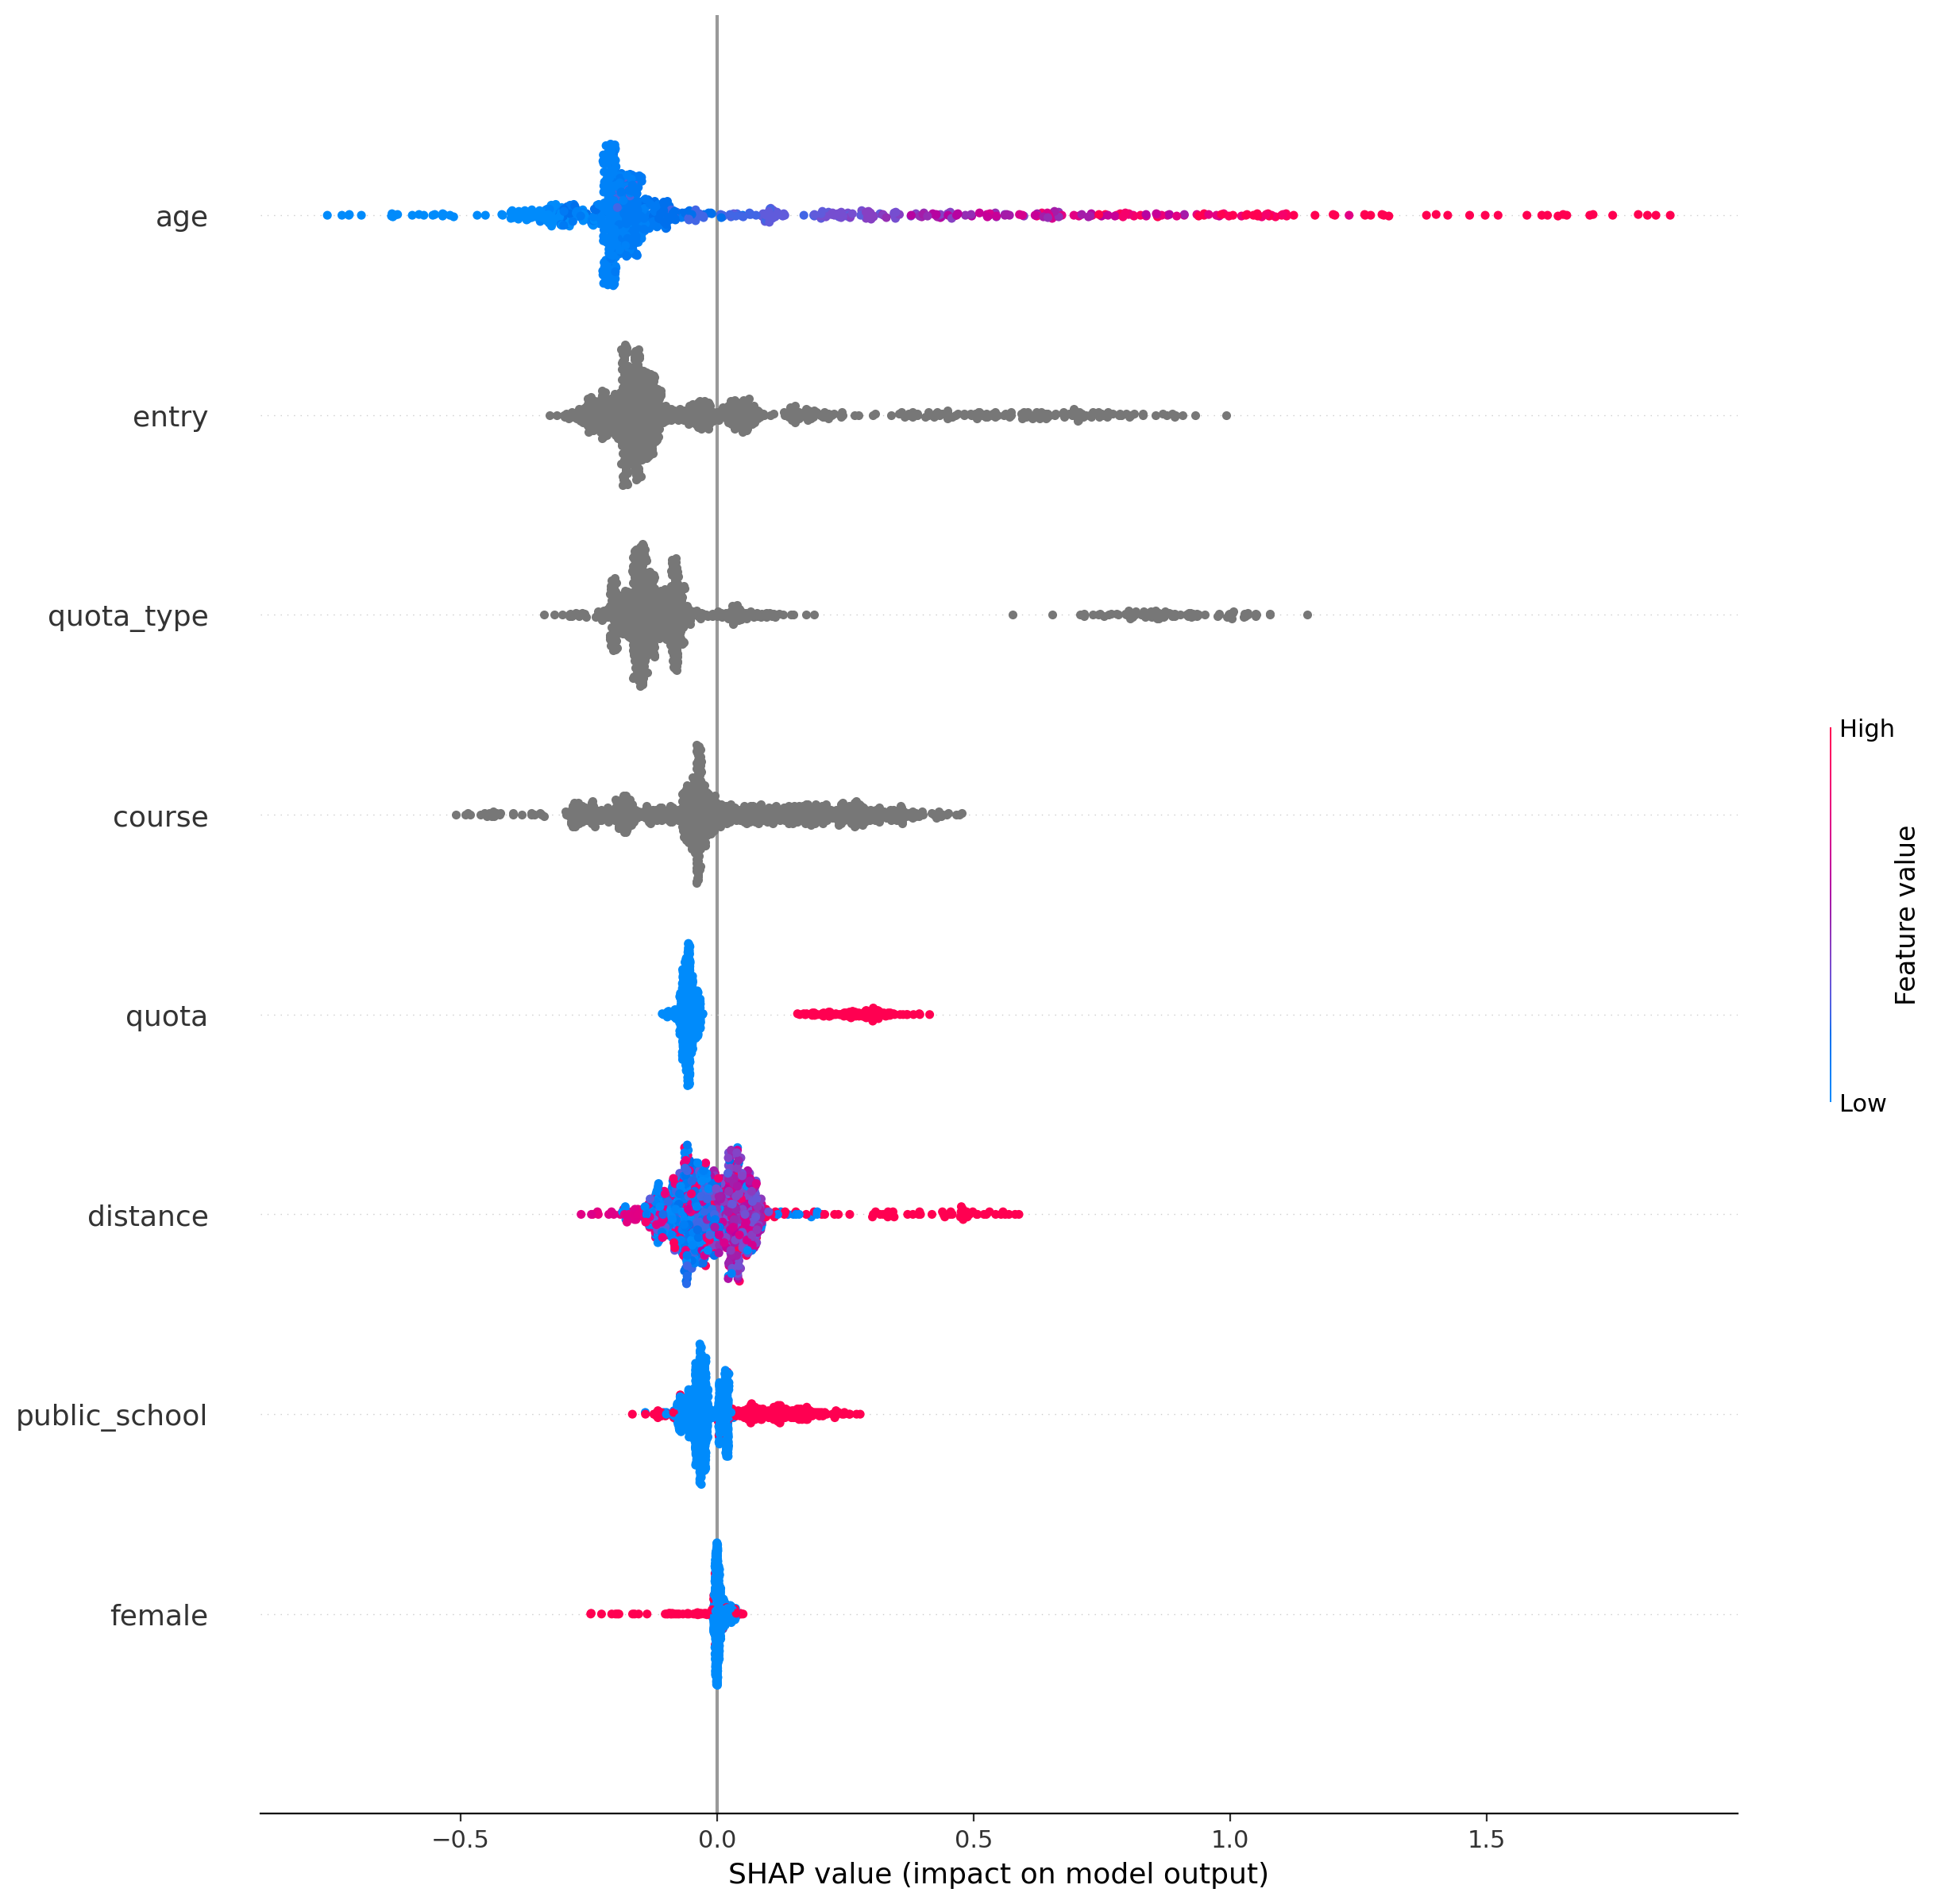 age
entry
quota_type
course
quota
distance
public_school
female
High
Feature value
Low
−0.5
0.0
0.5
1.0
1.5
SHAP value (impact on model output)